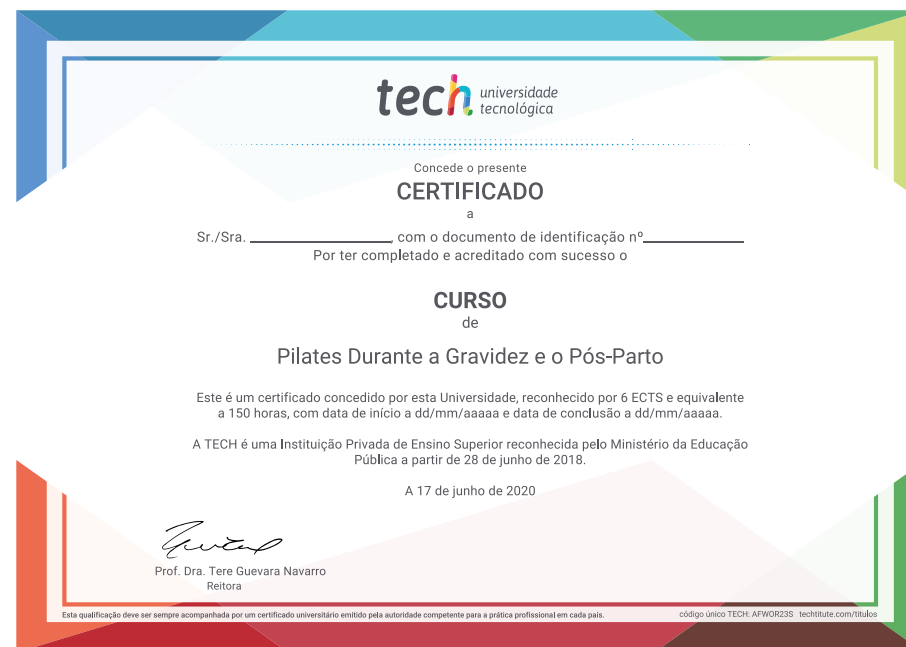 tech universidade
tecnológica
Concede o presente
CERTIFICADO
a
Sr./Sra. , com o documento de identificação nº
Por ter completado e acreditado com sucesso o
CURSO
de
Pilates Durante a Gravidez e o Pós-Parto
Este é um certificado concedido por esta Universidade, reconhecido por 6 ECTS e equivalente
a 150 horas, com data de início a dd/mm/aaaaa e data de conclusão a dd/mm/aaaaa.
A TECH é uma Instituição Privada de Ensino Superior reconhecida pelo Ministério da Educação
Pública a partir de 28 de junho de 2018.
A 17 de junho de 2020
Prof. Dra. Tere Guevara Navarro
Reitora
Esta qualificação deve ser sempre acompanhada por um certificado universitário emitido pela autoridade competente para a prática profissional em cada país. código único TECH: AFWOR23S techtitute.com/titulos